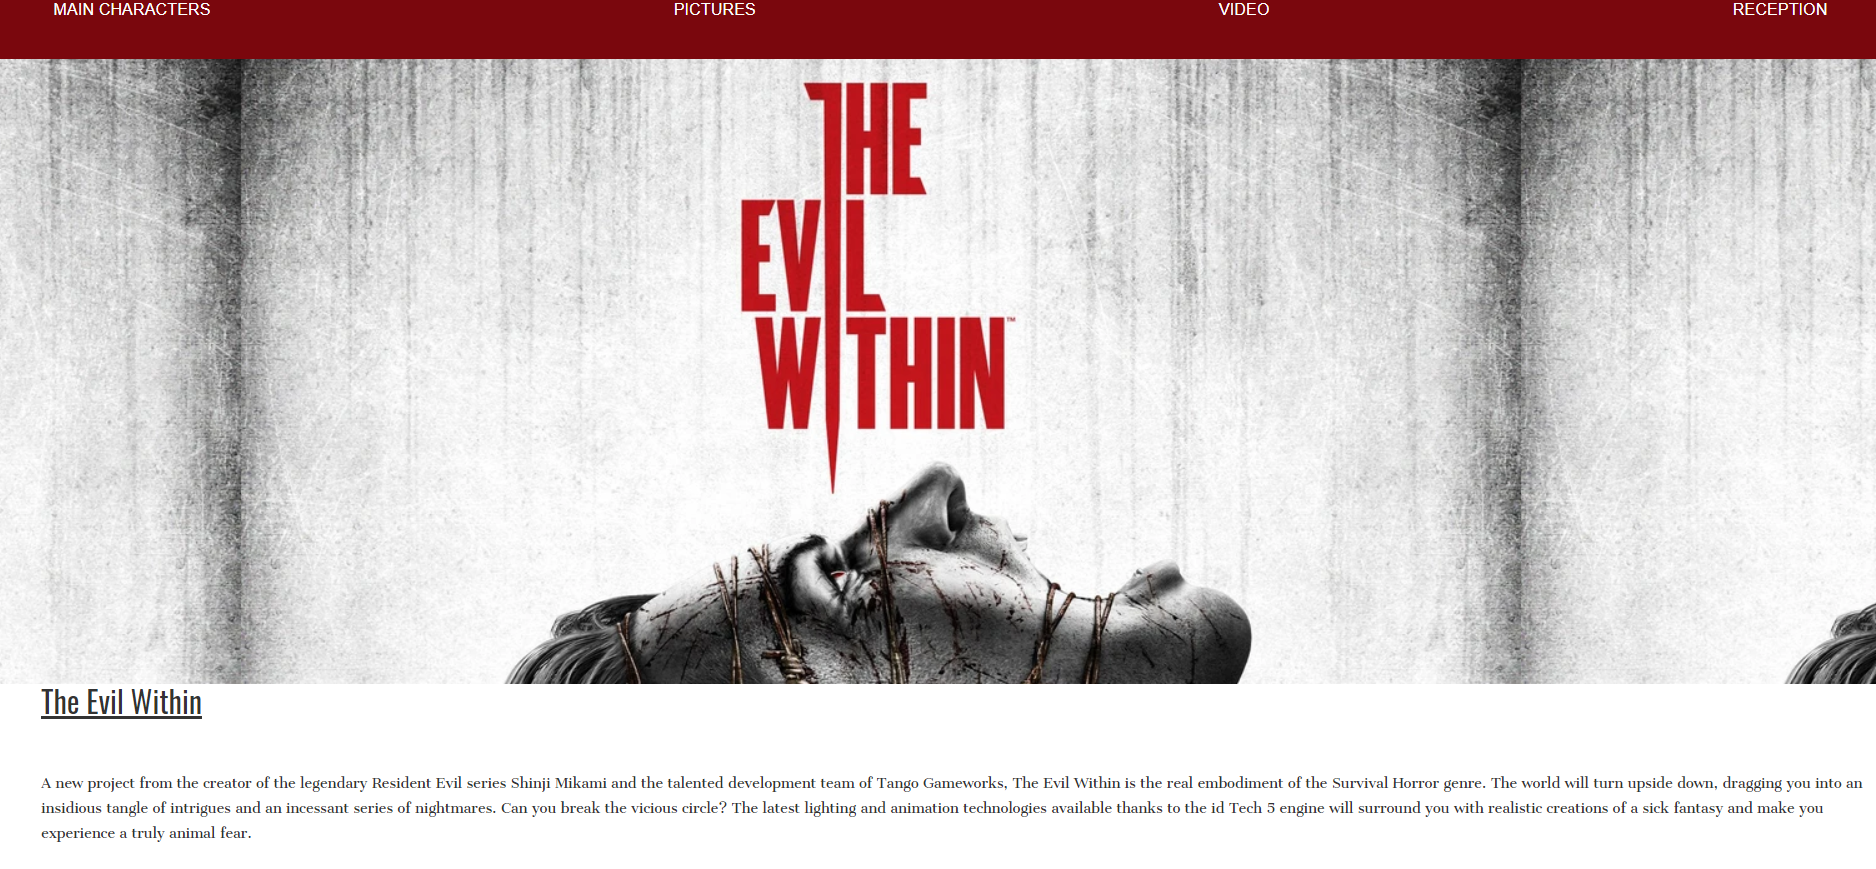 MAIN CHARACTERS PICTURES VIDEO RECEPTION
THE
EVIL
WITHIN™
The Evil Within
A new project from the creator of the legendary Resident Evil series Shinji Mikami and the talented development team of Tango Gameworks, The Evil Within is the real embodiment of the Survival Horror genre. The world will turn upside down, dragging you into an
insidious tangle of intrigues and an incessant series of nightmares. Can you break the vicious circle? The latest lighting and animation technologies available thanks to the id Tech 5 engine will surround you with realistic creations of a sick fantasy and make you
experience a truly animal fear.